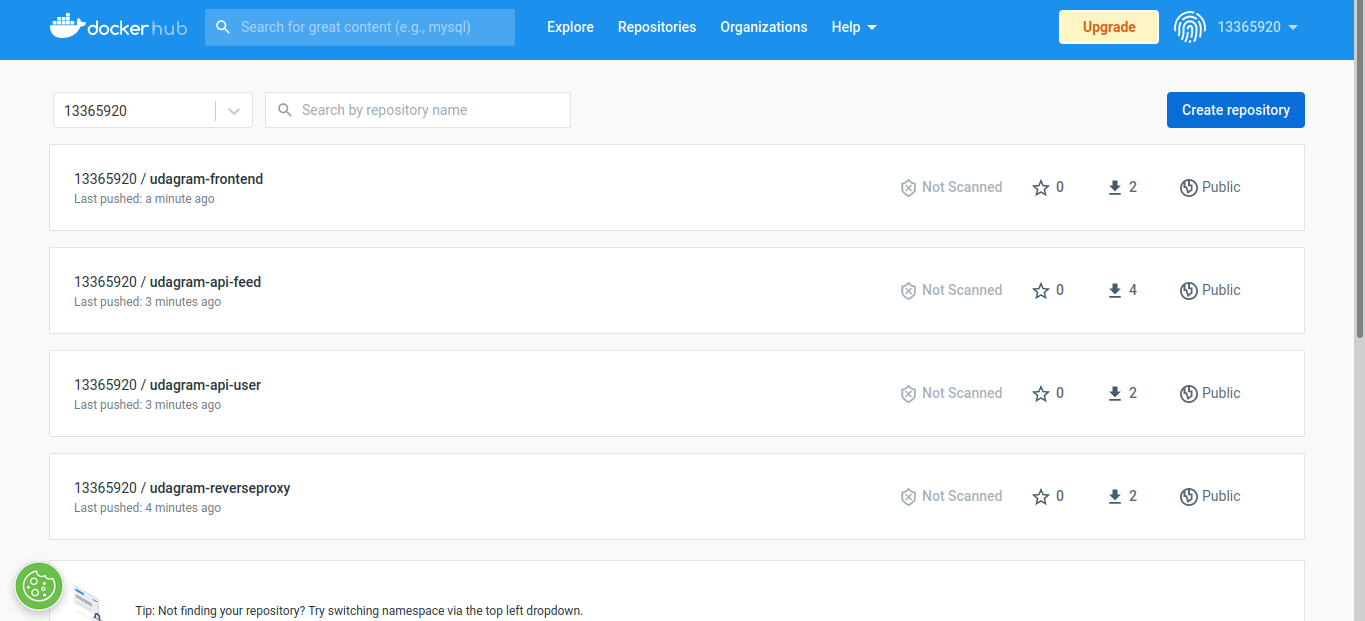 dockerhub Search for great content (e.g., mysql) Explore Repositories Organizations Help Upgrade 13365920
13365920 Search by repository name Create repository
13365920 / udagram-frontend Not Scanned 0 2 Public
Last pushed: a minute ago
13365920 / udagram-api-feed Not Scanned 0 4 Public
Last pushed: 3 minutes ago
13365920 / udagram-api-user Not Scanned 0 2 Public
Last pushed: 3 minutes ago
13365920 / udagram-reverseproxy Not Scanned 0 2 Public
Last pushed: 4 minutes ago
Tip: Not finding your repository? Try switching namespace via the top left dropdown.